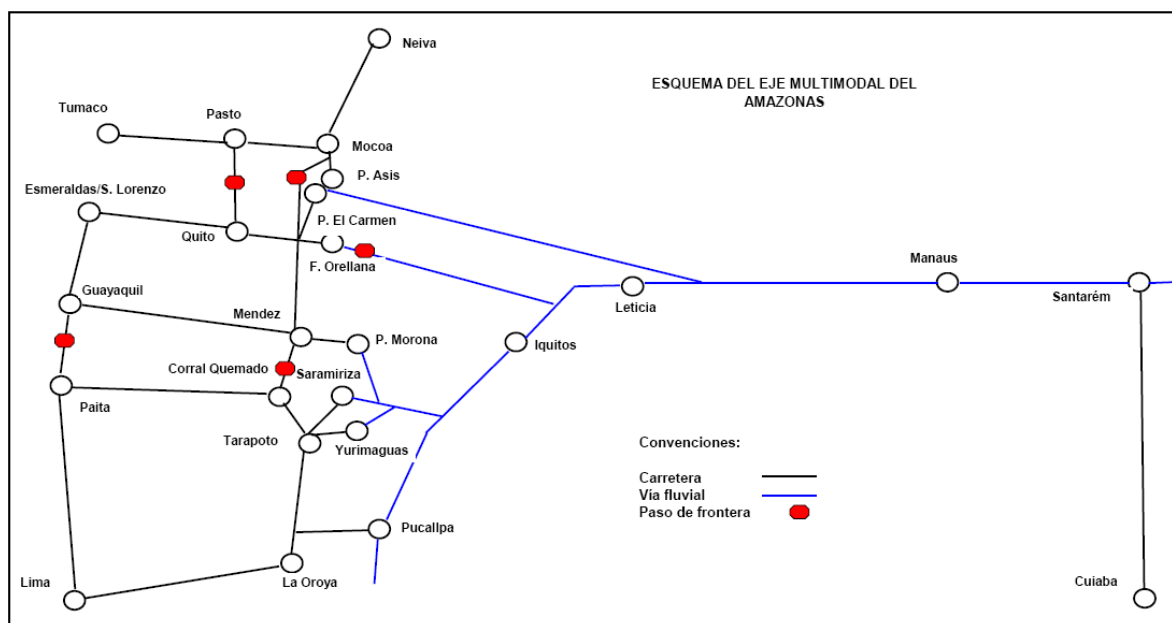 Neiva
ESQUEMA DEL EJE MULTIMODAL DEL
AMAZONAS
Tumaco
Pasto
Mocoa
P. Asis
Esmeraldas/S. Lorenzo
P. El Carmen
Quito
F. Orellana
Manaus
Guayaquil
Leticia
Santarém
Mendez
P. Morona
Iquitos
Corral Quemado
Saramiriza
Paita
Tarapoto
Yurimaguas
Convenciones:
Carretera
Via fluvial
Paso de frontera
Pucallpa
Lima
La Oroya
Cuiaba